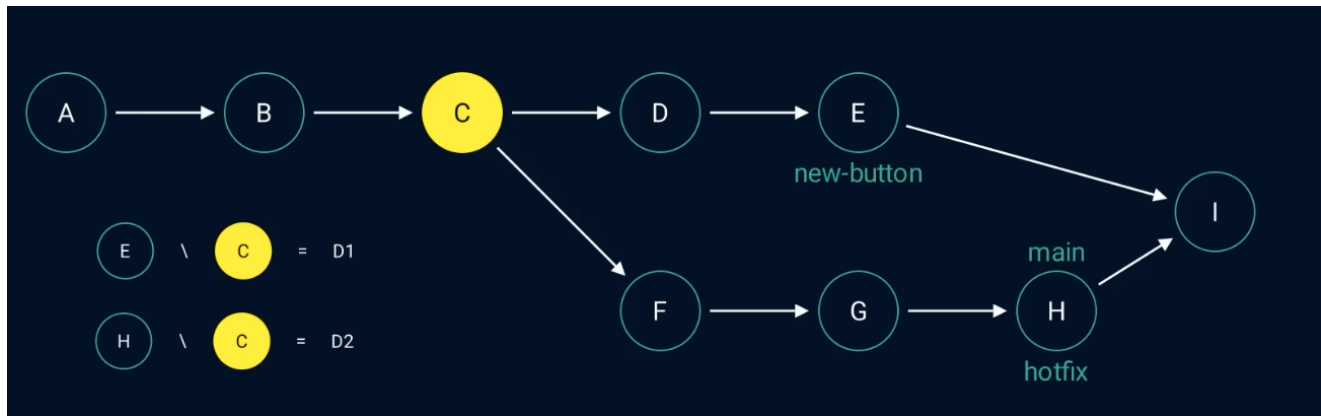 A B C D E
new-button
I
E \ C = D1
main
F G H
H \ C = D2
hotfix